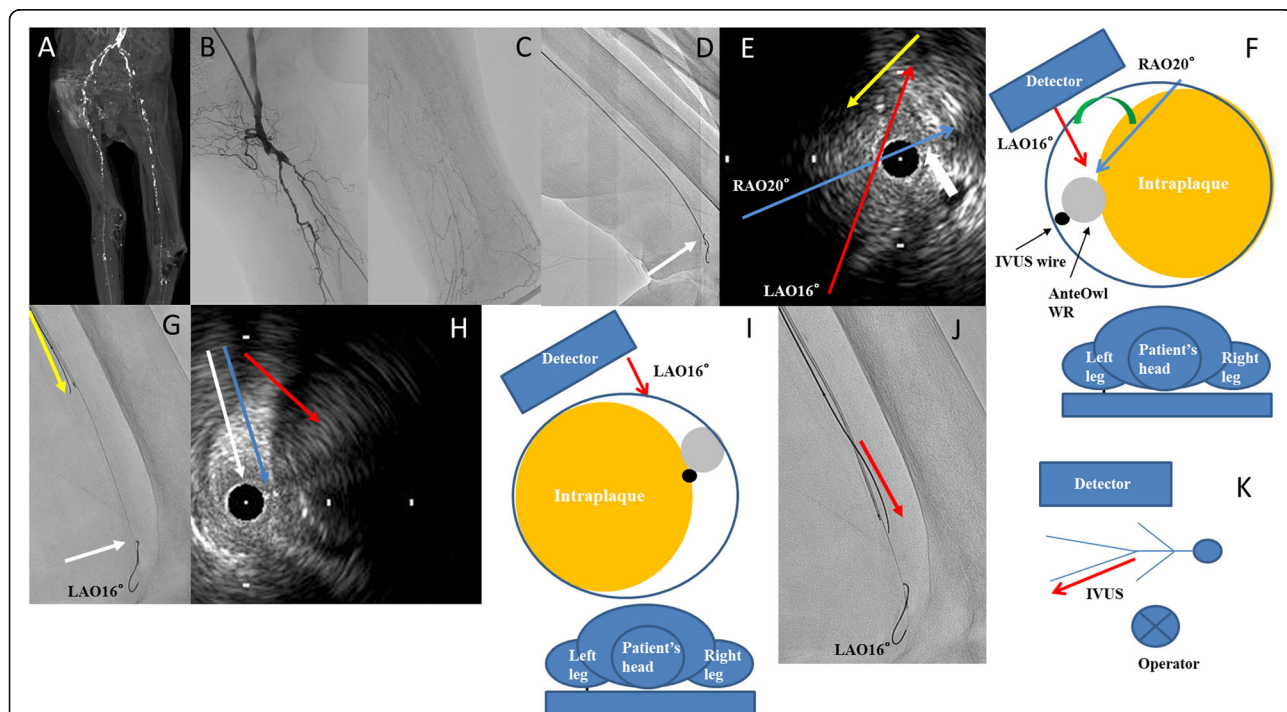 A
B
C
D
E
RAO20°
LAO16°
F
Detector
RAO20°
LAO16°
Intraplaque
IVUS wire
AnteOwl
WR
Left
leg
Patient's
head
Right
leg
G
LAO16°
H
I
Detector
LAO16°
Intraplaque
Left
leg
Patient's
head
Right
leg
J
LAO16°
K
Detector
IVUS
Operator